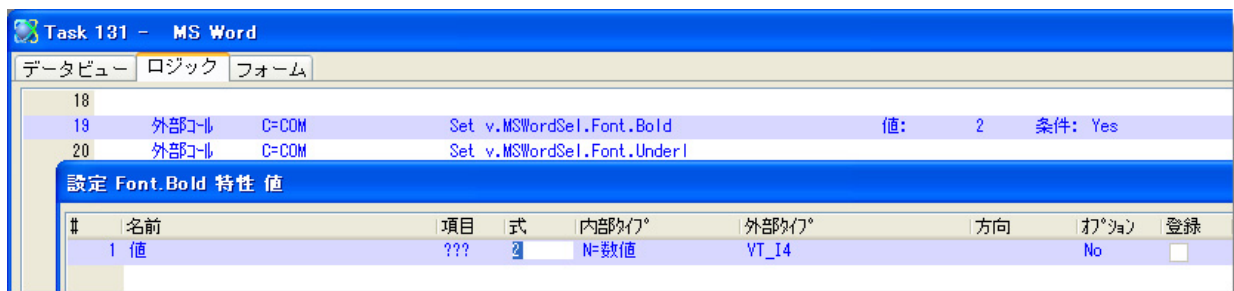 Task 131 - MS Word
データビュー ロジック フォーム
18
19 外部ｺｰﾙ C=COM Set v.MSWordSel.Font.Bold 値: 2 条件: Yes
20 外部ｺｰﾙ C=COM Set v.MSWordSel.Font.Underl
設定 Font.Bold 特性 値
# 名前 項目 式 内部ﾀｲﾌﾟ 外部ﾀｲﾌﾟ 方向 ｵﾌﾟｼｮﾝ 登録
1 値 ??? 2 N=数値 VT_I4 No